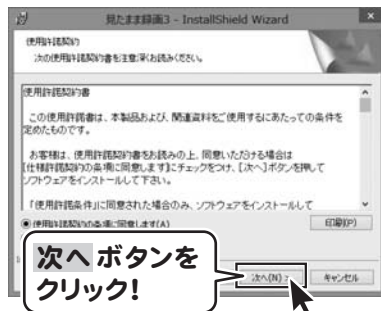 見たまま録画3 - InstallShield Wizard
使用許諾契約
次の使用許諾契約書を注意深くお読みください。
使用許諾契約書
この使用許諾書は、本製品および、関連資料をご使用するにあたっての条件を
定めたものです。
お客様は、使用許諾契約書をお読みの上、同意いただける場合は
[仕様許諾契約の条項に同意します]にチェックをつけ、[次へ]ボタンを押して
ソフトウェアをインストールして下さい。
「使用許諾条件」に同意された場合のみ、ソフトウェアをインストールして
使用許諾契約の条項に同意します(A)
印刷(P)
次へ ボタンを
クリック!
次へ(N) >
キャンセル